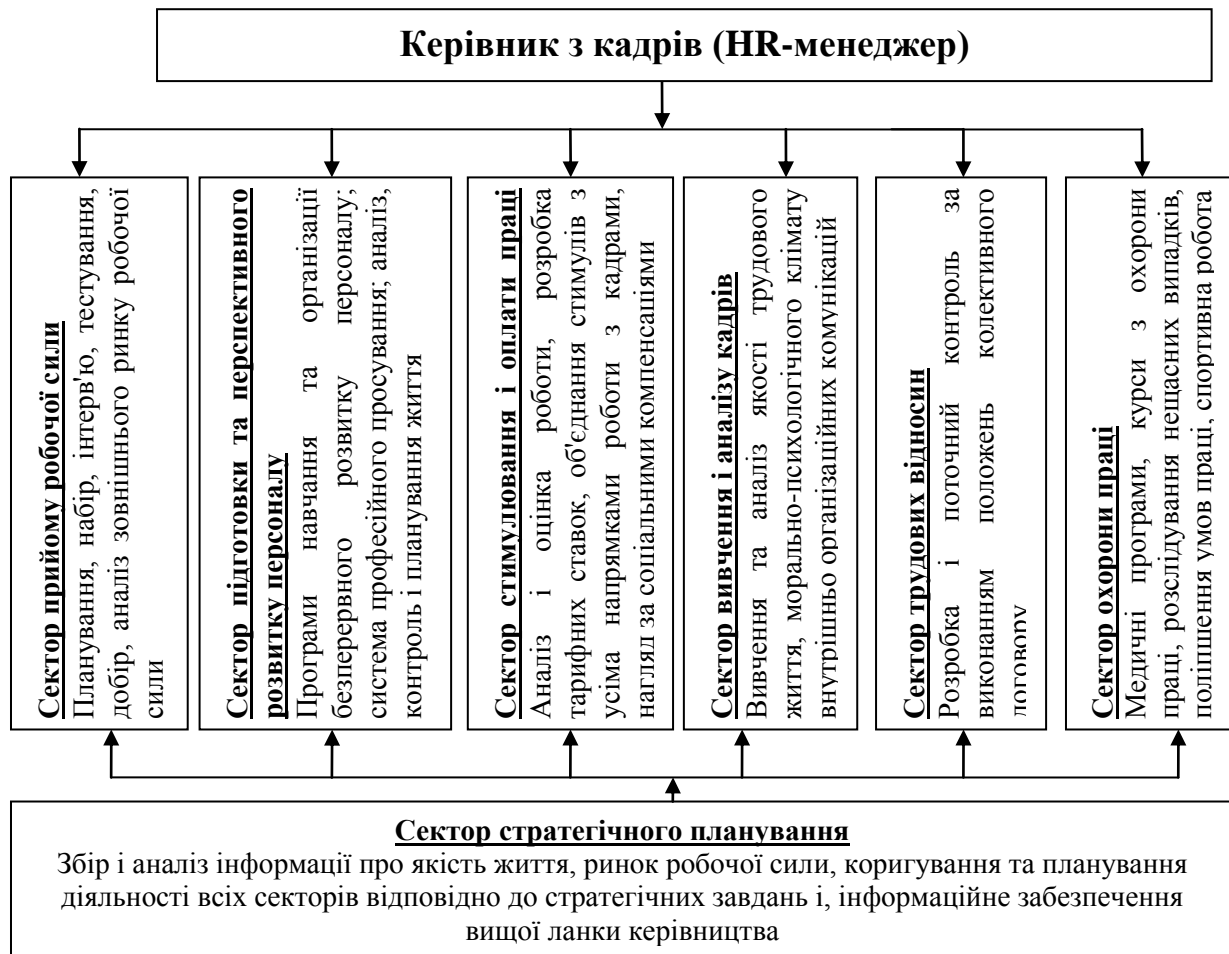 Керівник з кадрів (HR-менеджер)
Сектор прийому робочої сили
Планування, набір, інтерв'ю, тестування,
добір, аналіз зовнішнього ринку робочої
сили
Сектор підготовки та перспективного
розвитку персоналу
Програми навчання та організації
безперервного розвитку персоналу;
система професійного просування; аналіз,
контроль і планування життя
Сектор стимулювання і оплати праці
Аналіз і оцінка роботи, розробка
тарифних ставок, об'єднання стимулів з
усіма напрямками роботи з кадрами,
нагляд за соціальними компенсаціями
Сектор вивчення і аналізу кадрів
Вивчення та аналіз якості трудового
життя, морально-психологічного клімату
внутрішньо організаційних комунікацій
Сектор трудових відносин
Розробка і поточний контроль за
виконанням положень колективного
договору
Сектор охорони праці
Медичні програми, курси з охорони
праці, розслідування нещасних випадків,
поліпшення умов праці, спортивна робота
Сектор стратегічного планування
Збір і аналіз інформації про якість життя, ринок робочої сили, коригування та планування
діяльності всіх секторів відповідно до стратегічних завдань і, інформаційне забезпечення
вищої ланки керівництва